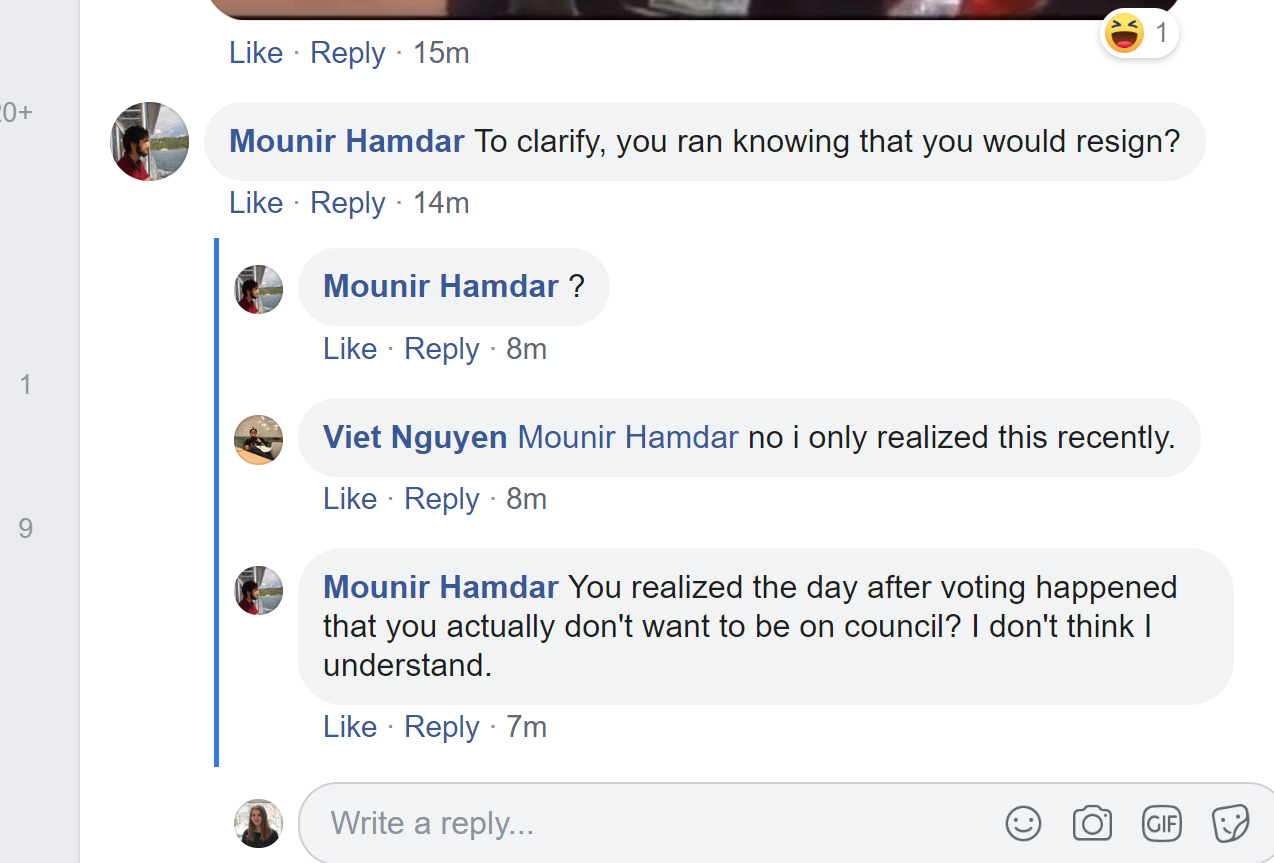 Like · Reply · 15m
1
20+
Mounir Hamdar To clarify, you ran knowing that you would resign?
Like · Reply · 14m
Mounir Hamdar ?
Like · Reply · 8m
1
Viet Nguyen Mounir Hamdar no i only realized this recently.
Like · Reply · 8m
9
Mounir Hamdar You realized the day after voting happened
that you actually don't want to be on council? I don't think I
understand.
Like · Reply · 7m
Write a reply...
GIF